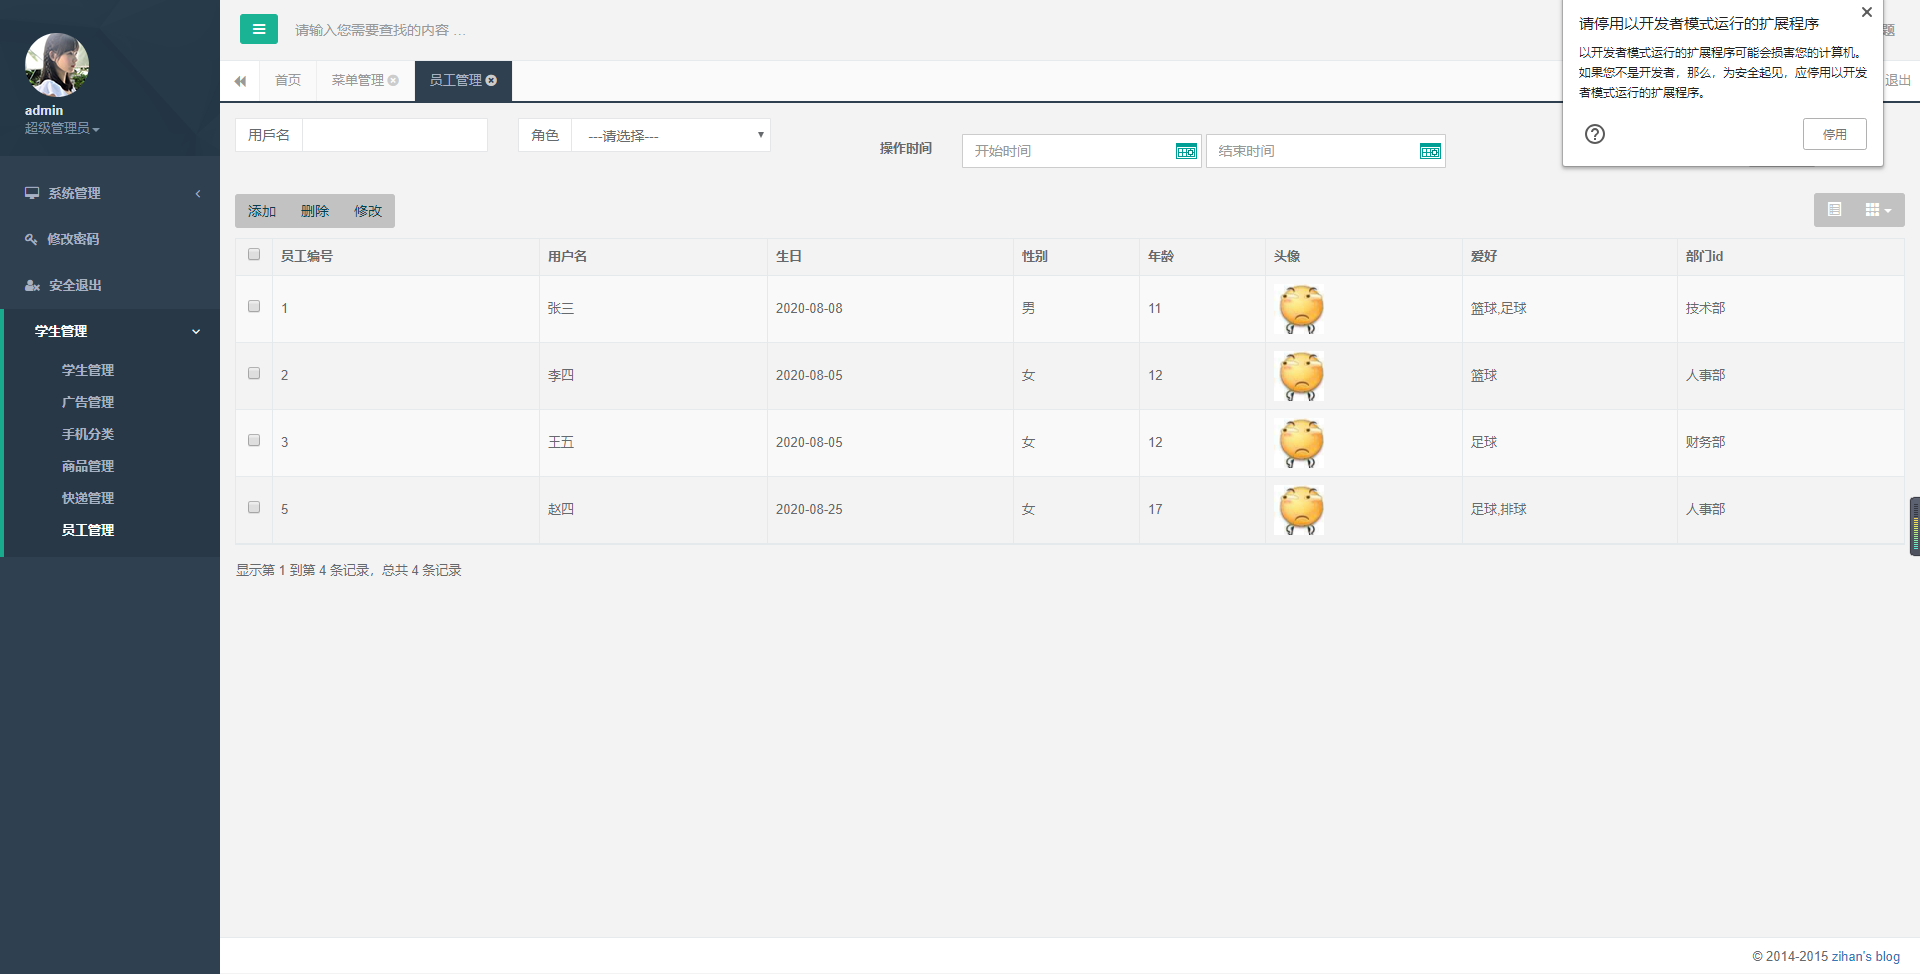 admin
超级管理员
系统管理
修改密码
安全退出
学生管理
学生管理
广告管理
手机分类
商品管理
快递管理
员工管理
请输入您需要查找的内容 …
首页
菜单管理
员工管理
题
退出
请停用以开发者模式运行的扩展程序
以开发者模式运行的扩展程序可能会损害您的计算机。
如果您不是开发者，那么，为安全起见，应停用以开发
者模式运行的扩展程序。
停用
用戶名
角色 ---请选择---
操作时间 开始时间 结束时间
添加 删除 修改
员工编号 用户名 生日 性别 年龄 头像 爱好 部门id
1 张三 2020-08-08 男 11 篮球,足球 技术部
2 李四 2020-08-05 女 12 篮球 人事部
3 王五 2020-08-05 女 12 足球 财务部
5 赵四 2020-08-25 女 17 足球,排球 人事部
显示第 1 到第 4 条记录，总共 4 条记录
© 2014-2015 zihan's blog